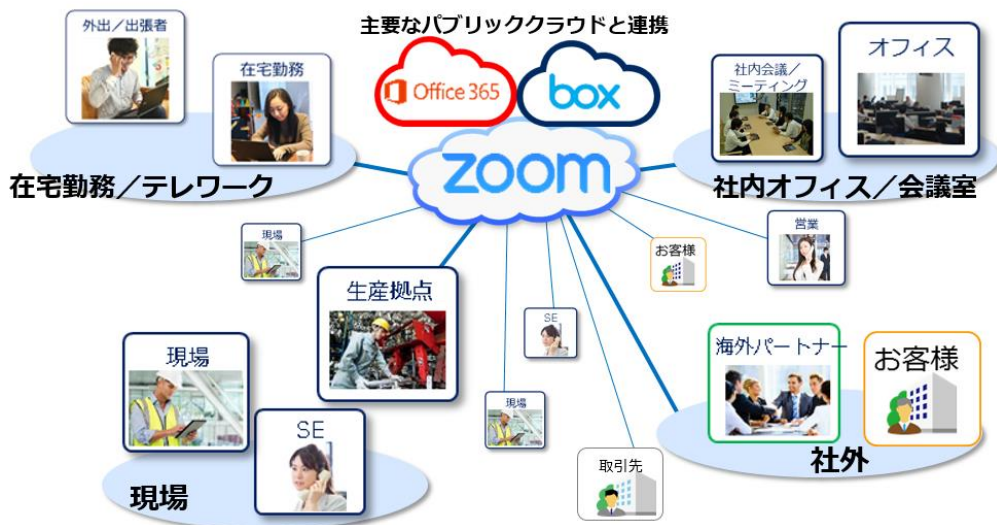 主要なパブリッククラウドと連携
外出／出張者
在宅勤務
Office 365
box
社内会議／
ミーティング
オフィス
zoom
在宅勤務／テレワーク
社内オフィス／会議室
現場
お客様
営業
生産拠点
SE
現場
SE
現場
取引先
海外パートナー
お客様
現場
社外